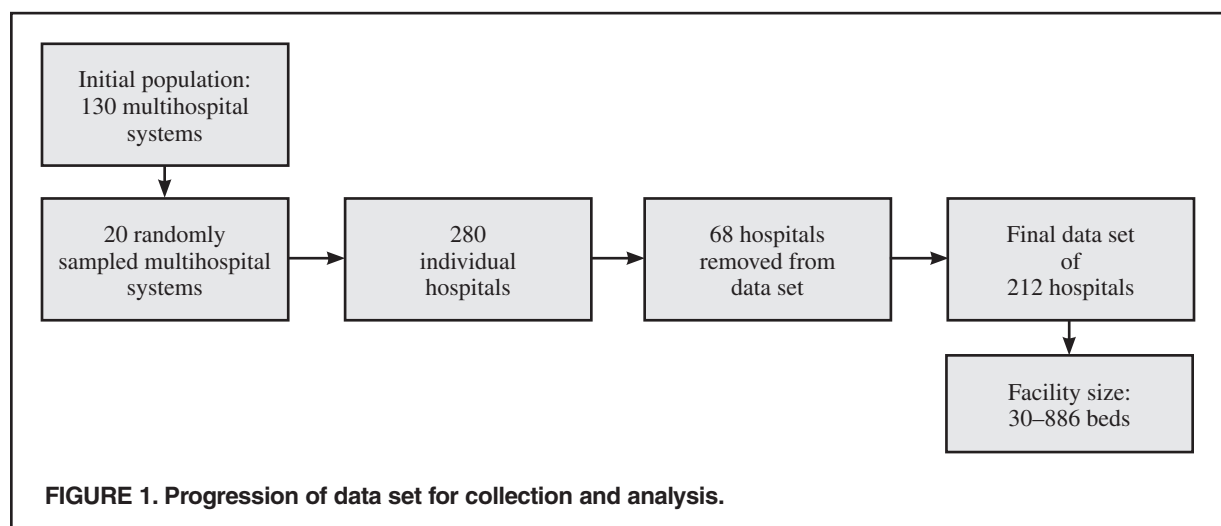 Initial population:
130 multihospital
systems
20 randomly
sampled multihospital
systems
280
individual
hospitals
68 hospitals
removed from
data set
Final data set
of
212 hospitals
Facility size:
30–886 beds
FIGURE 1. Progression of data set for collection and analysis.